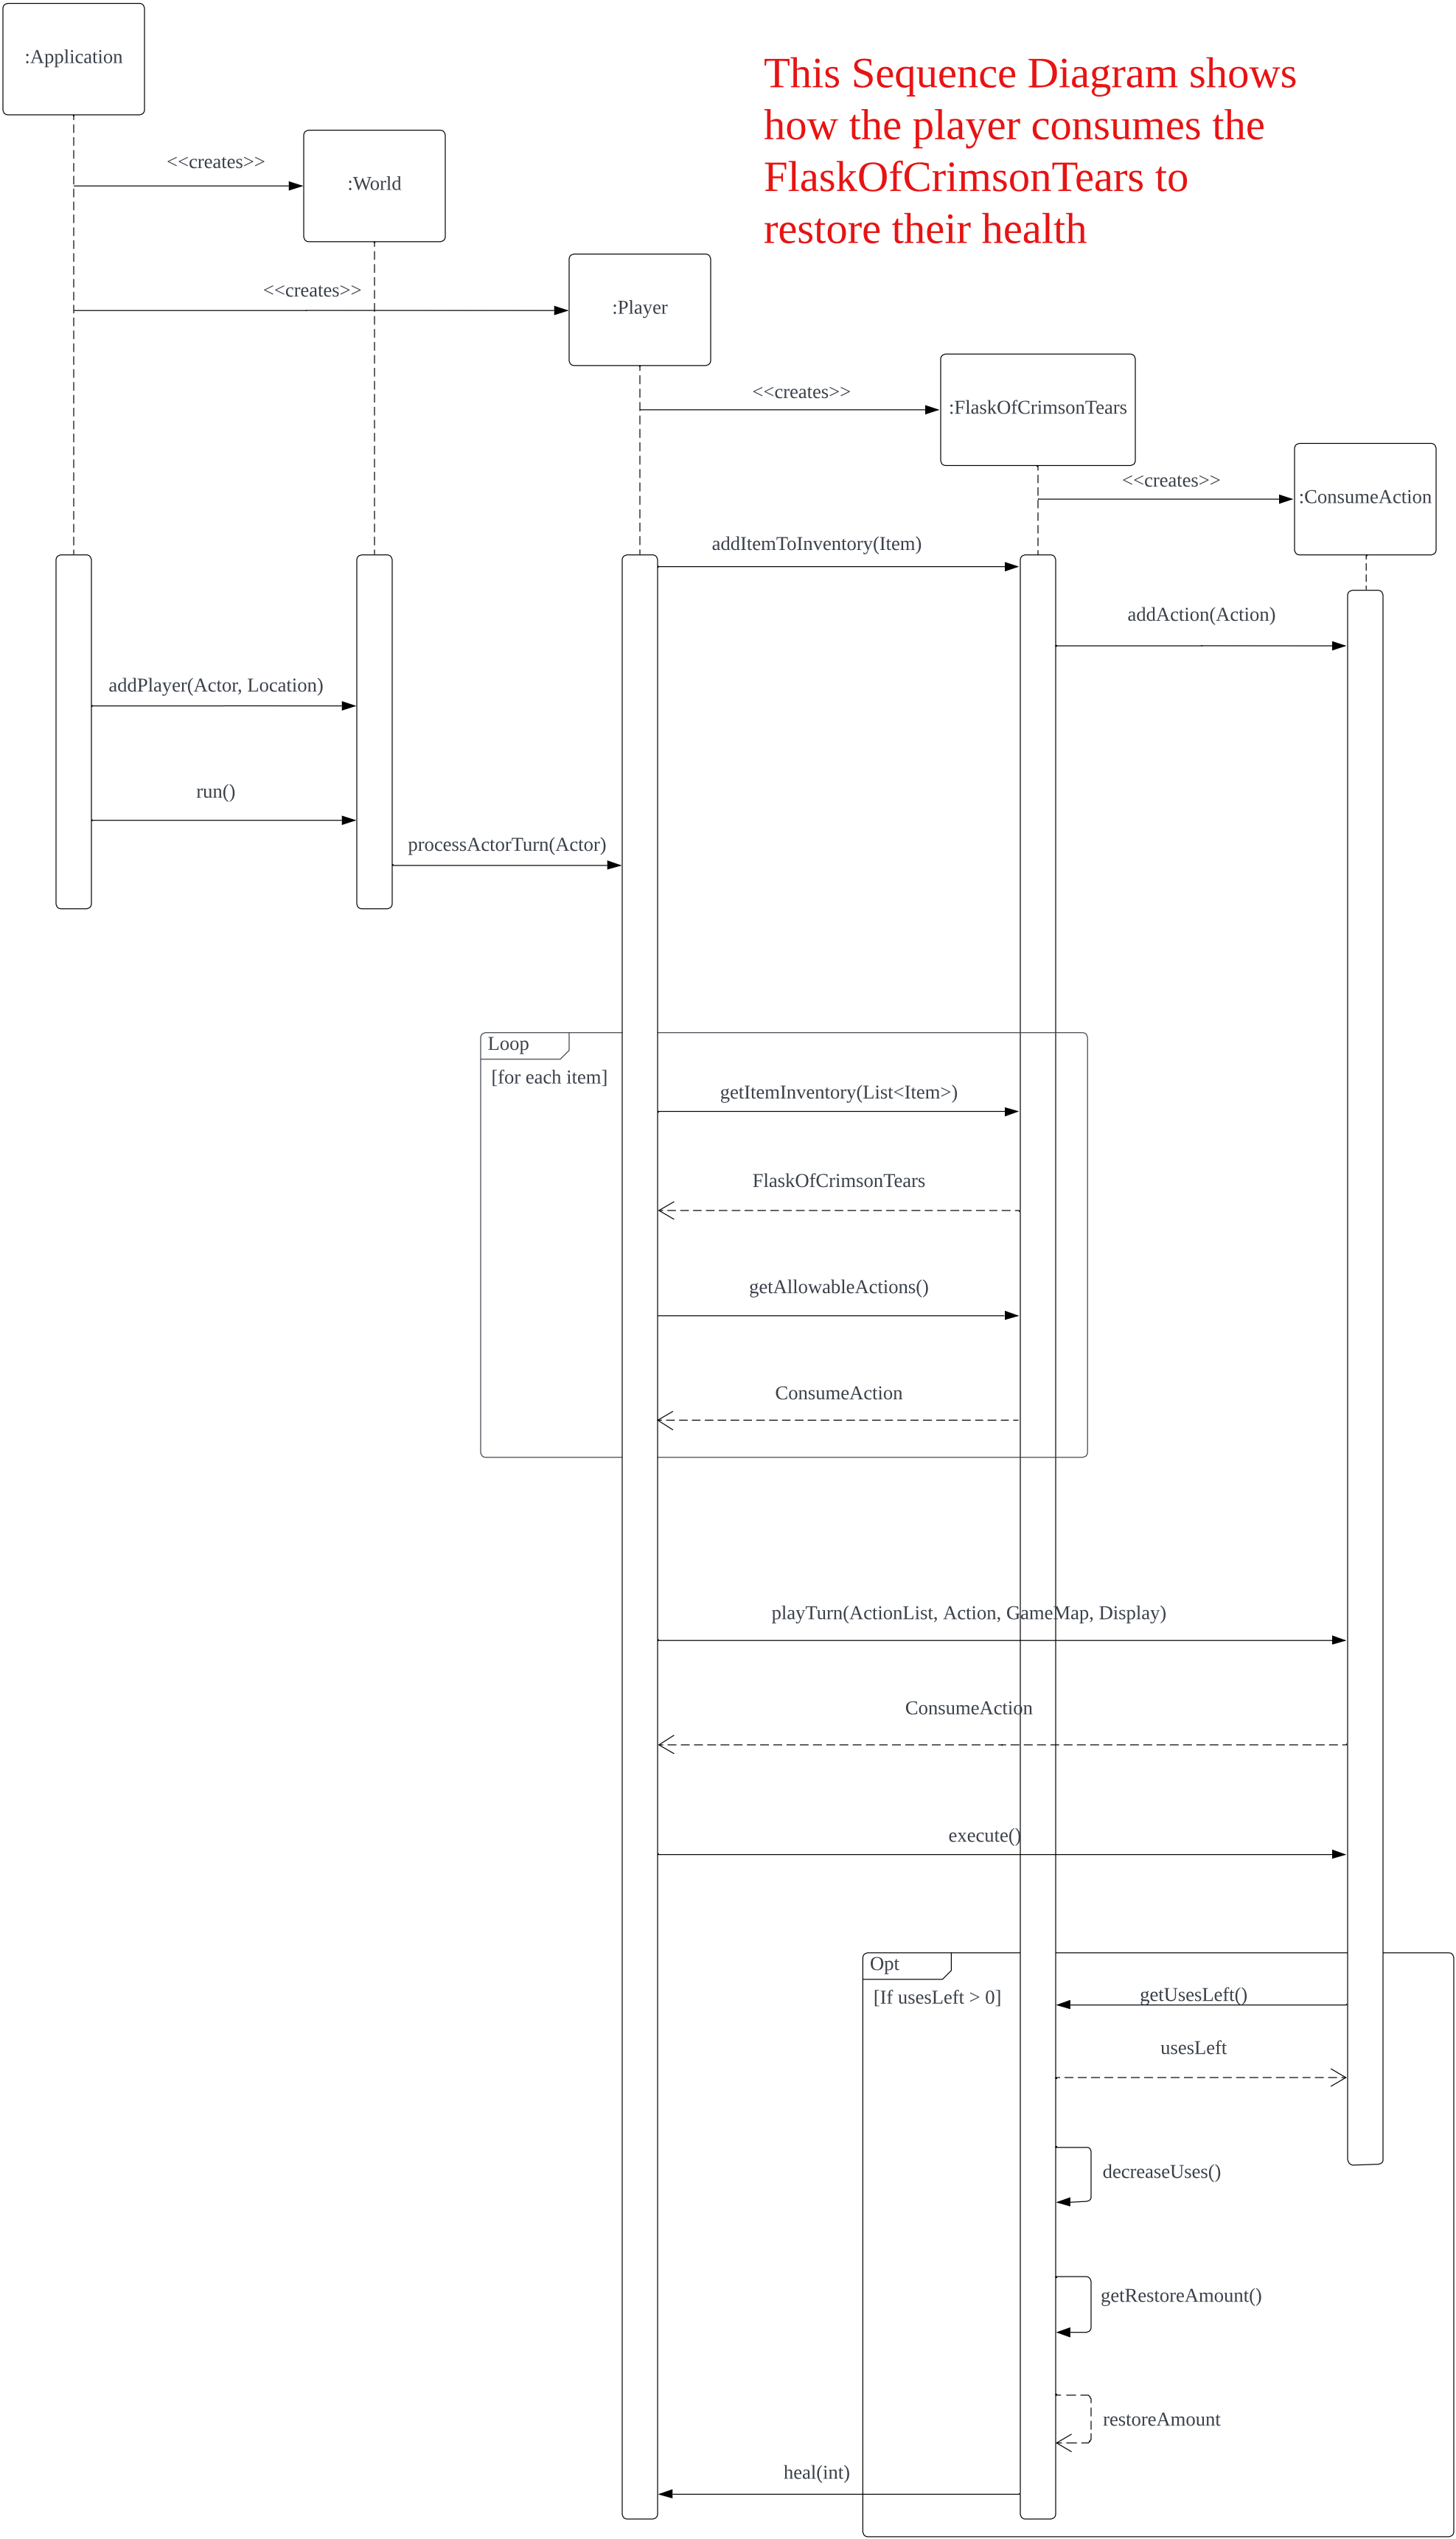 :Application
This Sequence Diagram shows
how the player consumes the
FlaskOfCrimsonTears to
restore their health
<<creates>>
:World
<<creates>>
:Player
<<creates>>
:FlaskOfCrimsonTears
<<creates>>
:ConsumeAction
addItemToInventory(Item)
addAction(Action)
addPlayer(Actor, Location)
run()
processActorTurn(Actor)
Loop
[for each item]
getItemInventory(List<Item>)
FlaskOfCrimsonTears
getAllowableActions()
ConsumeAction
playTurn(ActionList, Action, GameMap, Display)
ConsumeAction
execute()
Opt
[If usesLeft > 0]
getUsesLeft()
usesLeft
decreaseUses()
getRestoreAmount()
restoreAmount
heal(int)